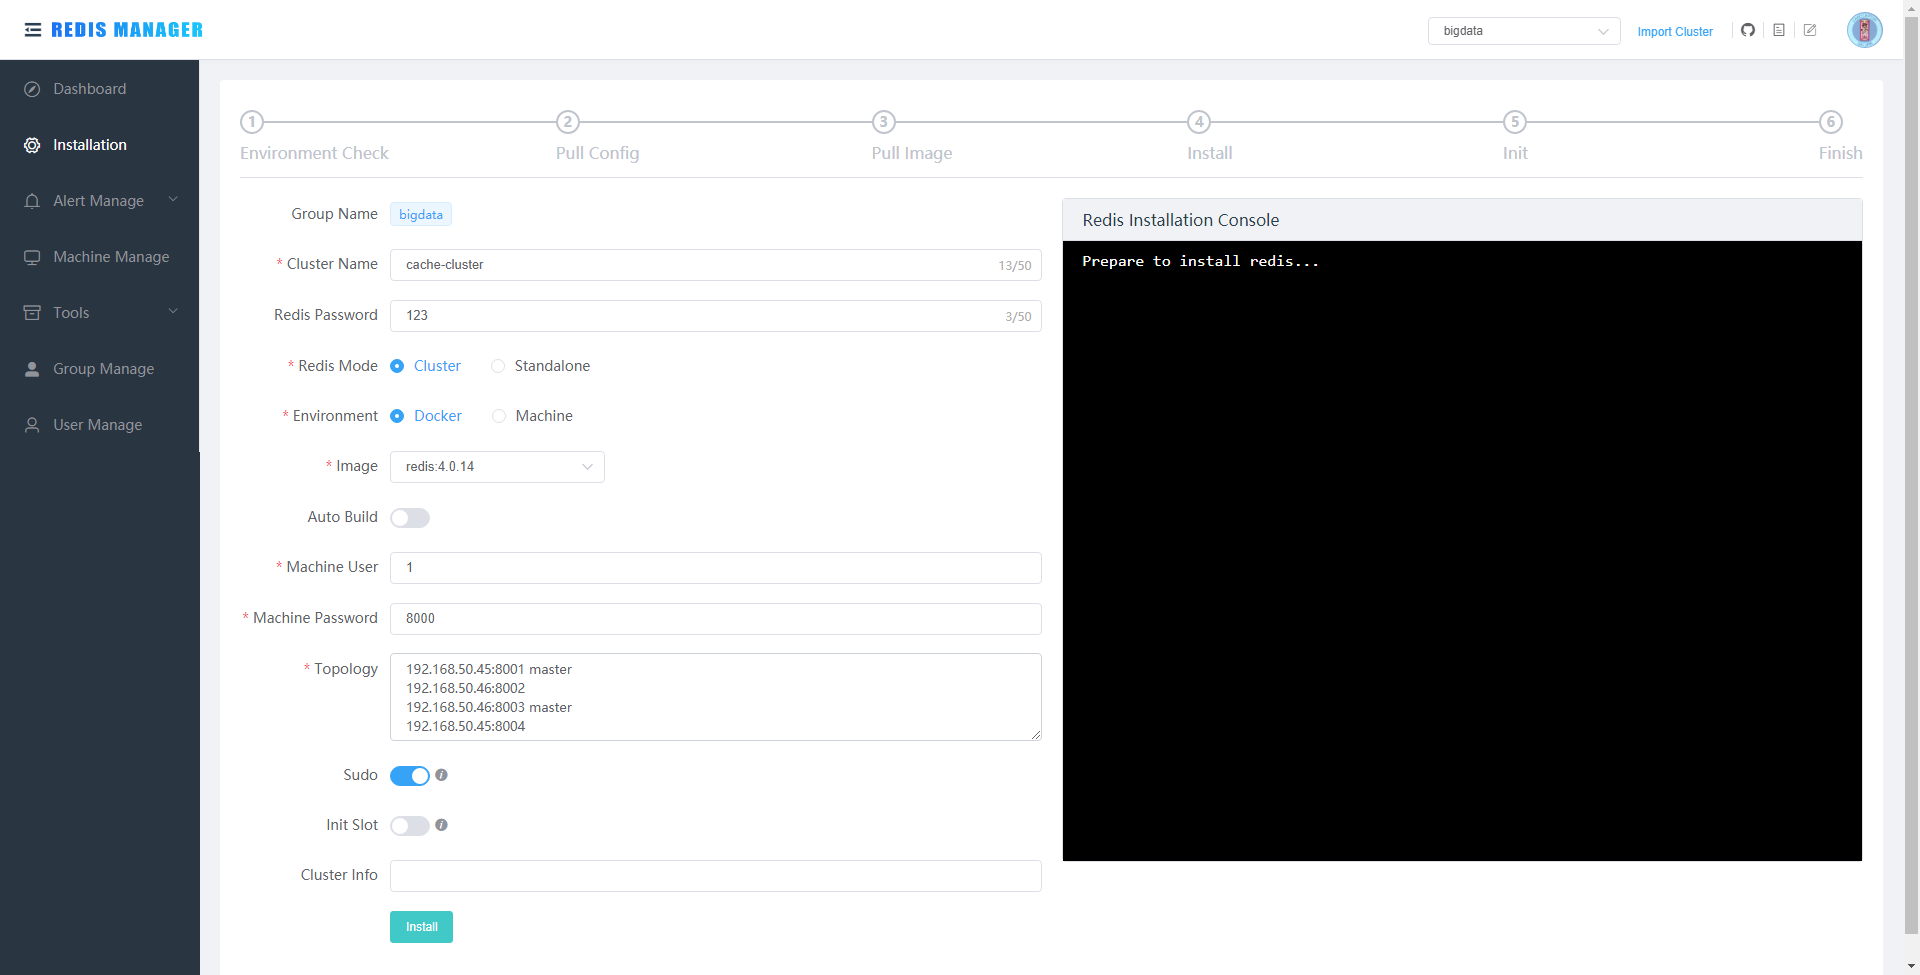 REDIS MANAGER
bigdata
Import Cluster
Dashboard
Installation
Alert Manage
Machine Manage
Tools
Group Manage
User Manage
1 2 3 4 5 6
Environment Check Pull Config Pull Image Install Init Finish
Group Name bigdata
* Cluster Name cache-cluster 13/50
Redis Password 123 3/50
* Redis Mode Cluster Standalone
* Environment Docker Machine
* Image redis:4.0.14
Auto Build
* Machine User 1
* Machine Password 8000
* Topology 192.168.50.45:8001 master
192.168.50.46:8002
192.168.50.46:8003 master
192.168.50.45:8004
Sudo
Init Slot
Cluster Info
Install
Redis Installation Console
Prepare to install redis...